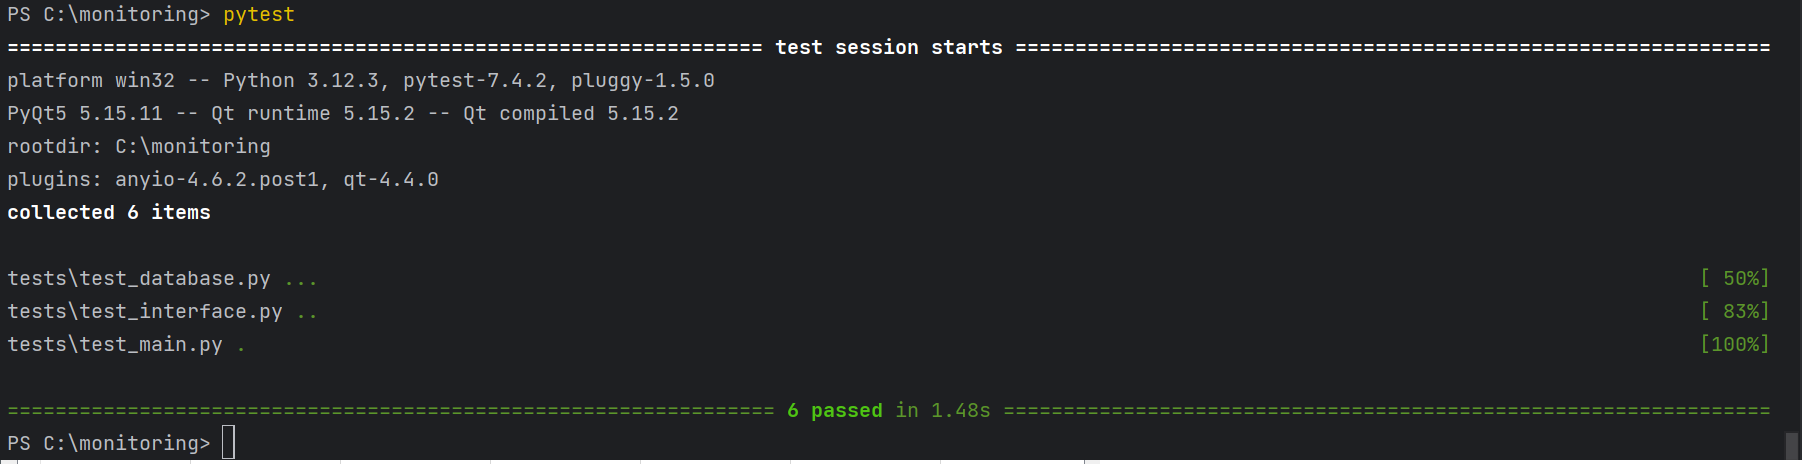 PS C:\monitoring> pytest
=============================================================== test session starts ===============================================================
platform win32 -- Python 3.12.3, pytest-7.4.2, pluggy-1.5.0
PyQt5 5.15.11 -- Qt runtime 5.15.2 -- Qt compiled 5.15.2
rootdir: C:\monitoring
plugins: anyio-4.6.2.post1, qt-4.4.0
collected 6 items
tests\test_database.py ... [ 50%]
tests\test_interface.py .. [ 83%]
tests\test_main.py . [100%]
================================================================ 6 passed in 1.48s ================================================================
PS C:\monitoring>